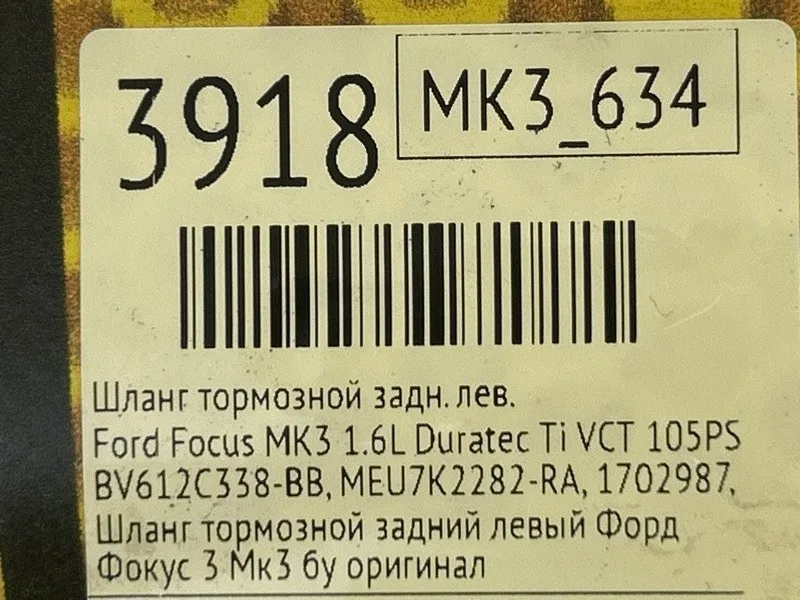 3918
MK3_634
Шланг тормозной задн. лев.
Ford Focus MK3 1.6L Duratec Ti VCT 105PS
BV612C338-BB, MEU7K2282-RA, 1702987,
Шланг тормозной задний левый Форд
Фокус 3 Мк3 бу оригинал